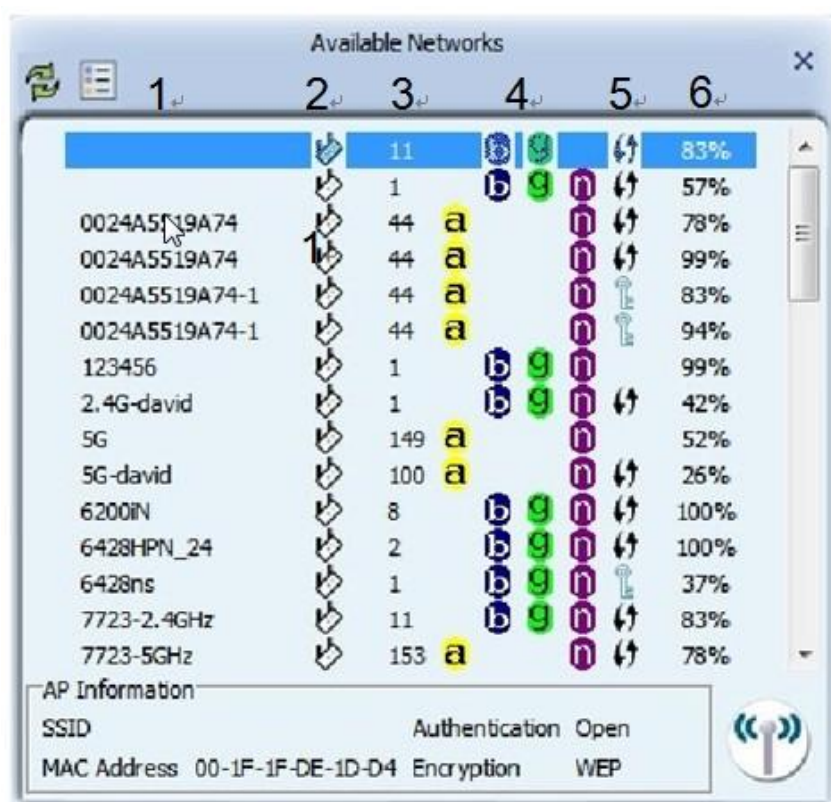 Available Networks
1 2 3 4 5 6
11 b g 83%
1 b g n 57%
0024A5519A74 44 a n 78%
0024A5519A74 1 44 a n 99%
0024A5519A74-1 44 a n 83%
0024A5519A74-1 44 a n 94%
123456 1 b g n 99%
2.4G-david 1 b g n 42%
5G 149 a n 52%
5G-david 100 a n 26%
6200iN 8 b g n 100%
6428HPN_24 2 b g n 100%
6428ns 1 b g n 37%
7723-2.4GHz 11 b g n 83%
7723-5GHz 153 a n 78%
AP Information
SSID Authentication Open
MAC Address 00-1F-1F-DE-1D-D4 Encryption WEP